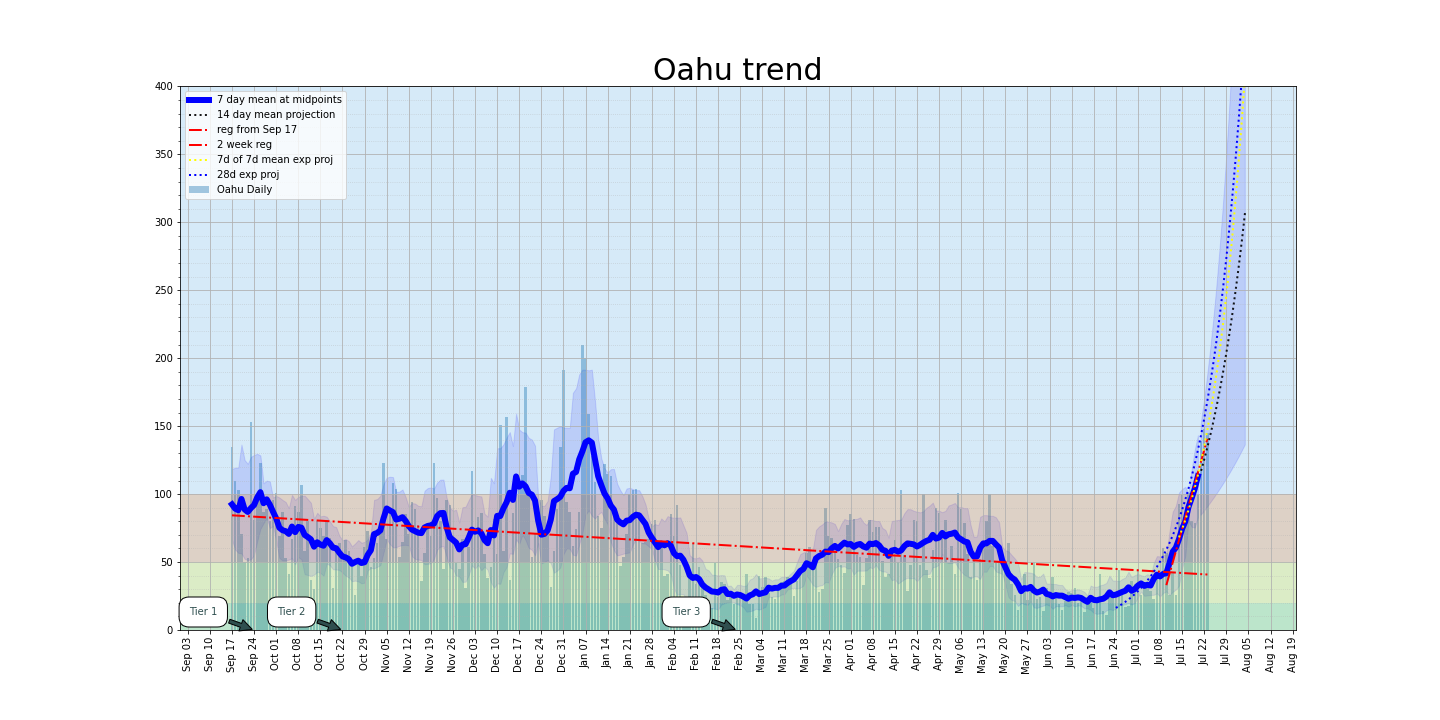 Oahu trend
400
350
300
250
200
150
100
50
0
7 day mean at midpoints
14 day mean projection
reg from Sep 17
2 week reg
7d of 7d mean exp proj
28d exp proj
Oahu Daily
Tier 1
Tier 2
Tier 3
Sep 03
Sep 10
Sep 17
Sep 24
Oct 01
Oct 08
Oct 15
Oct 22
Oct 29
Nov 05
Nov 12
Nov 19
Nov 26
Dec 03
Dec 10
Dec 17
Dec 24
Dec 31
Jan 07
Jan 14
Jan 21
Jan 28
Feb 04
Feb 11
Feb 18
Feb 25
Mar 04
Mar 11
Mar 18
Mar 25
Apr 01
Apr 08
Apr 15
Apr 22
Apr 29
May 06
May 13
May 20
May 27
Jun 03
Jun 10
Jun 17
Jun 24
Jul 01
Jul 08
Jul 15
Jul 22
Jul 29
Aug 05
Aug 12
Aug 19